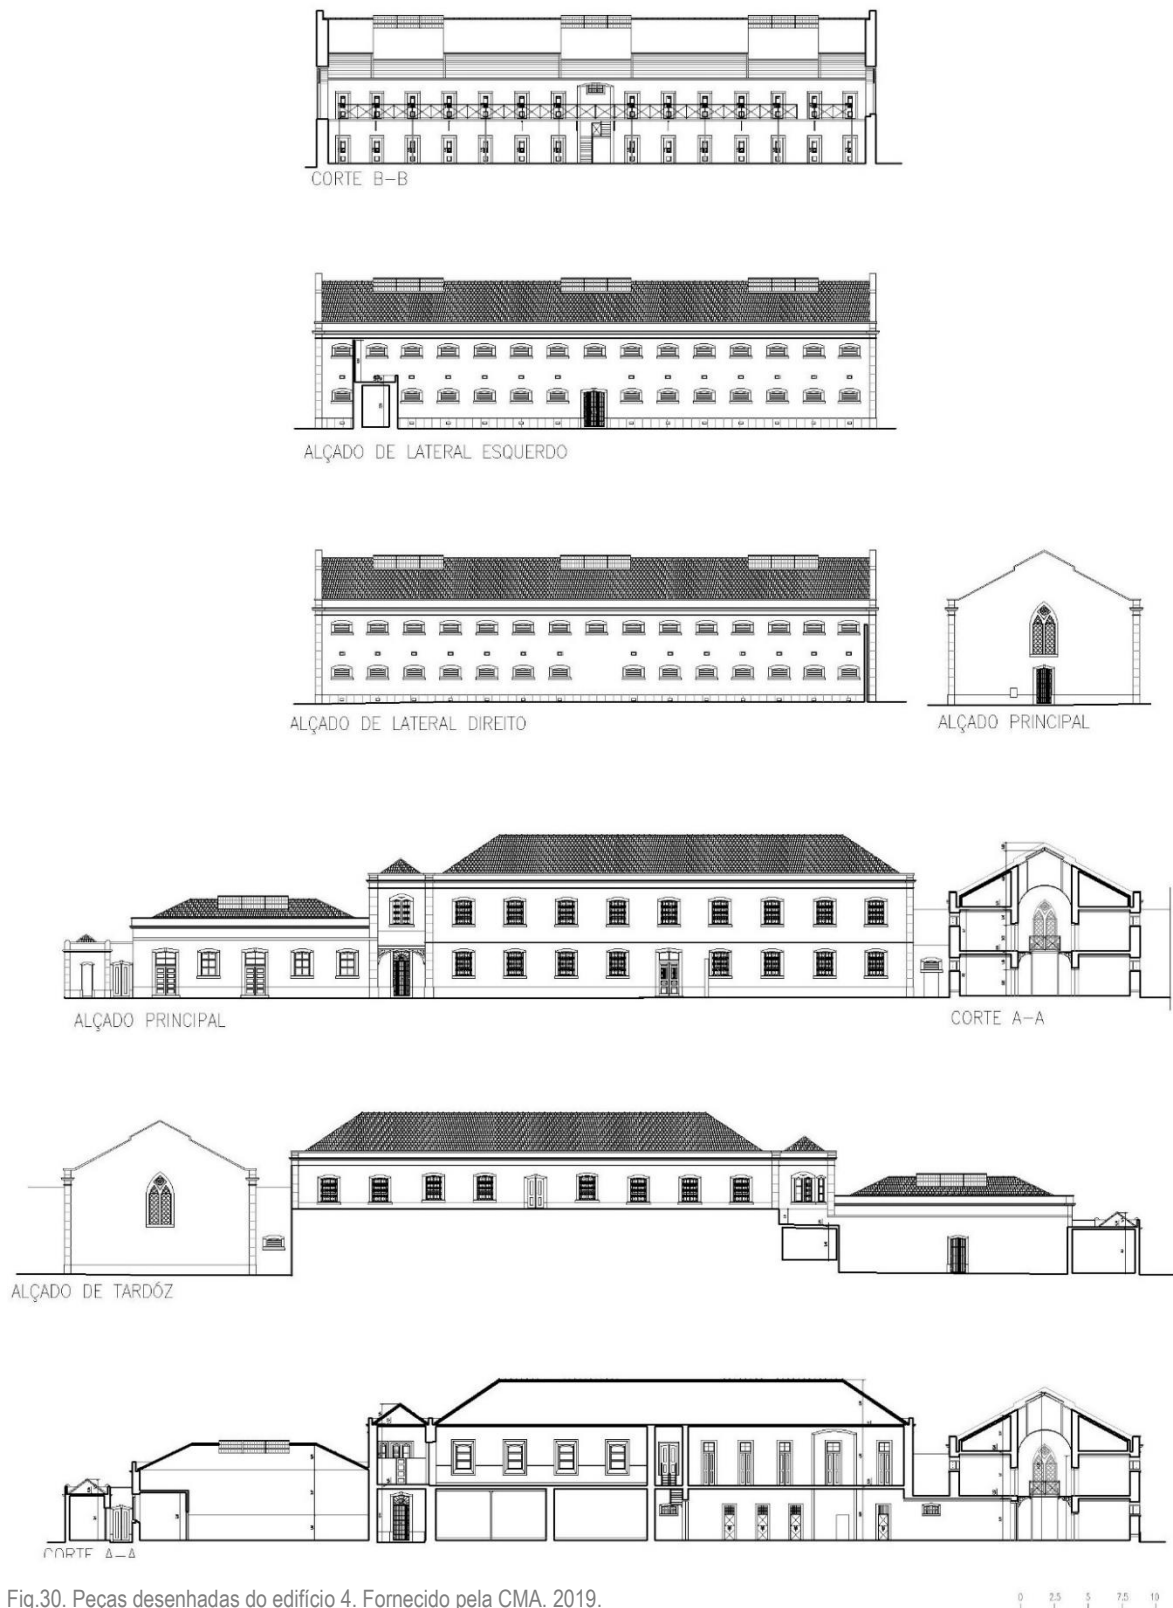 CORTE B-B
ALÇADO DE LATERAL ESQUERDO
ALÇADO DE LATERAL DIREITO
ALÇADO PRINCIPAL
ALÇADO PRINCIPAL
CORTE A-A
ALÇADO DE TARDÓZ
CORTE A-A
Fig.30. Peças desenhadas do edifício 4. Fornecido pela CMA. 2019.
0 2.5 5 7.5 10